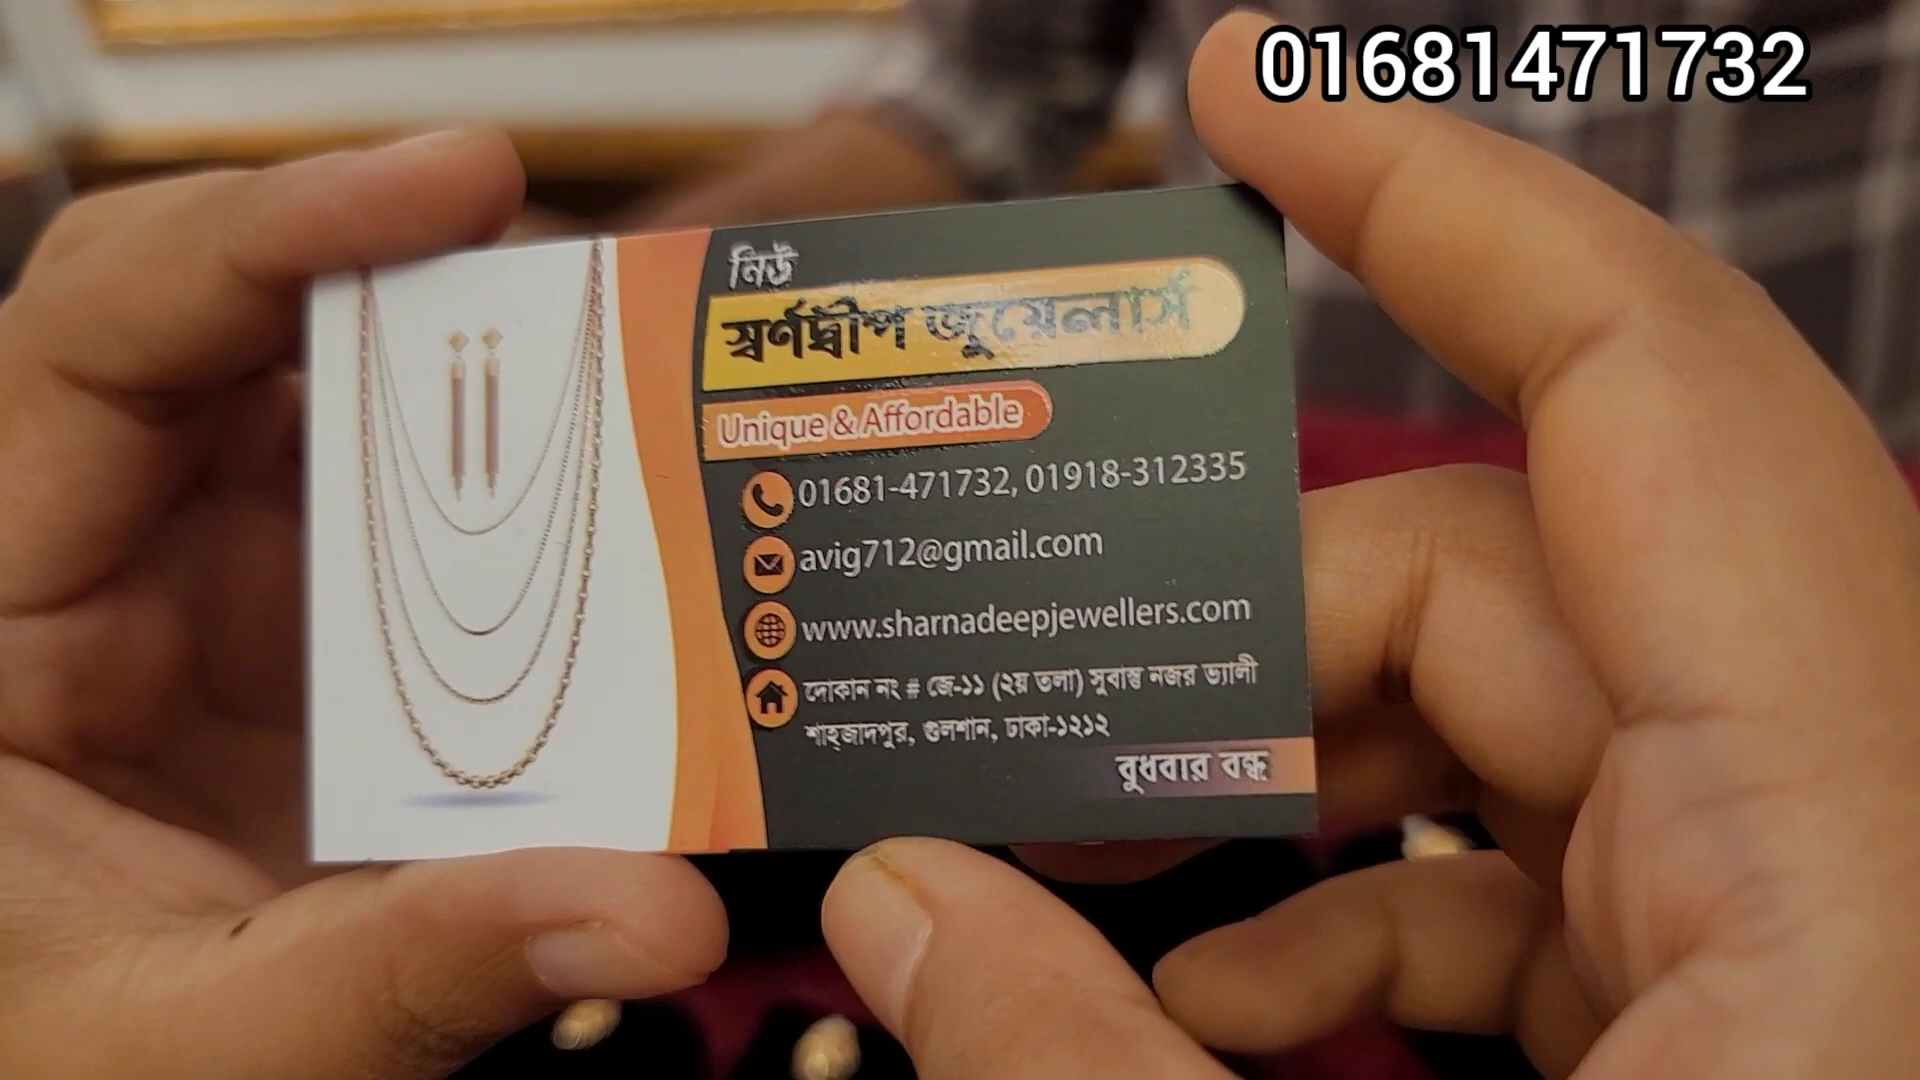 01681471732
নিউ
স্বর্ণদ্বীপ জুয়েলার্স
Unique & Affordable
01681-471732, 01918-312335
avig712@gmail.com
www.sharnadeepjewellers.com
দোকান নং # জে-১১ (২য় তলা) সুবাস্তু নজর ভ্যালী
শাহ্জাদপুর, গুলশান, ঢাকা-১২১২
বুধবার বন্ধ